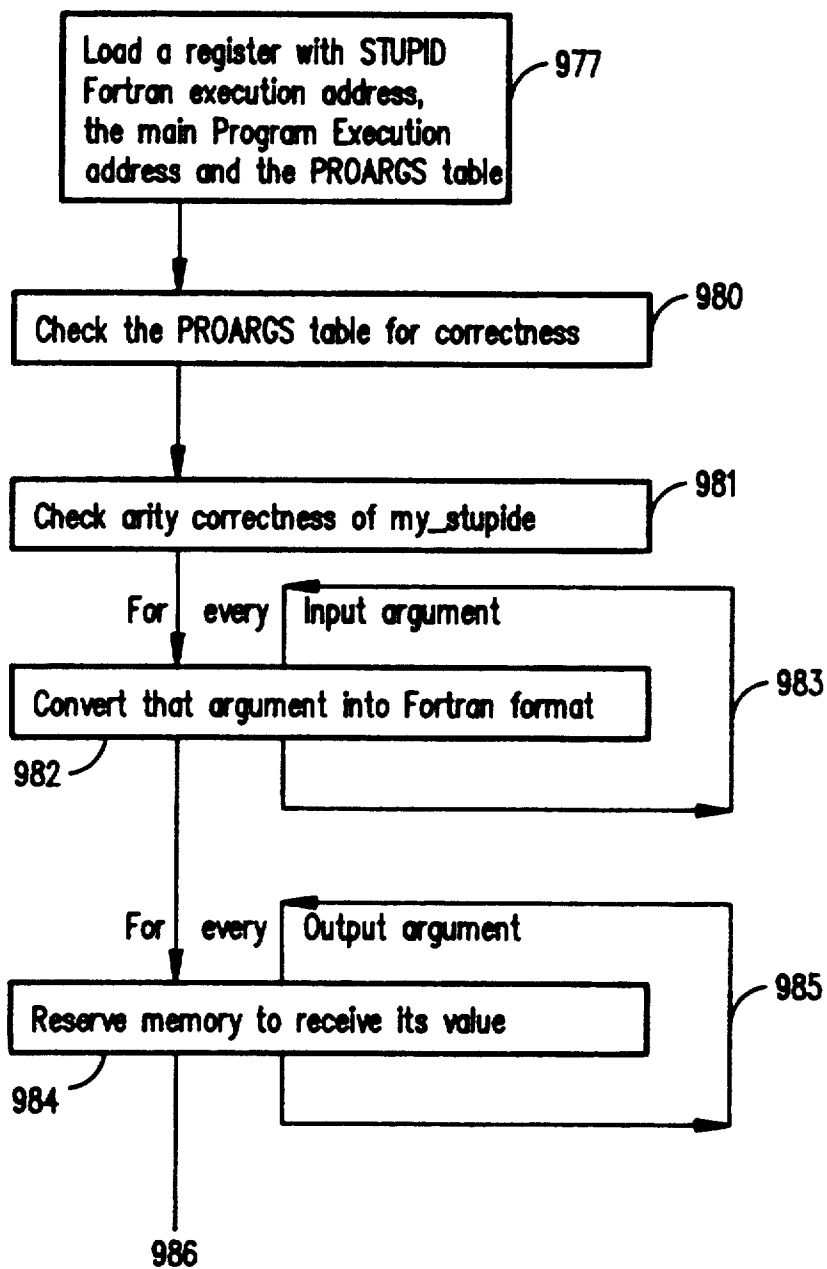 Load a register with STUPID
Fortran execution address,
the main Program Execution
address and the PROARGS table
977
980
Check the PROARGS table for correctness
981
Check arity correctness of my_stupide
For every Input argument
Convert that argument into Fortran format
983
982
For every Output argument
985
Reserve memory to receive its value
984
986